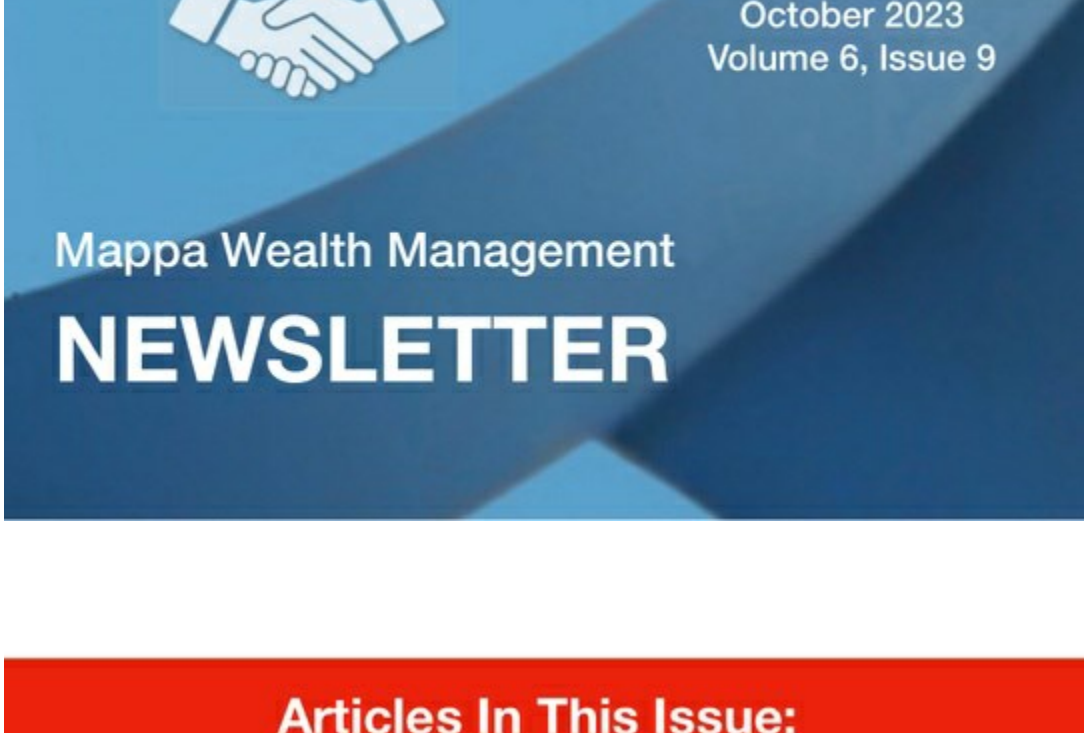 October 2023
Volume 6, Issue 9
Mappa Wealth Management
NEWSLETTER
Articles In This Issue: